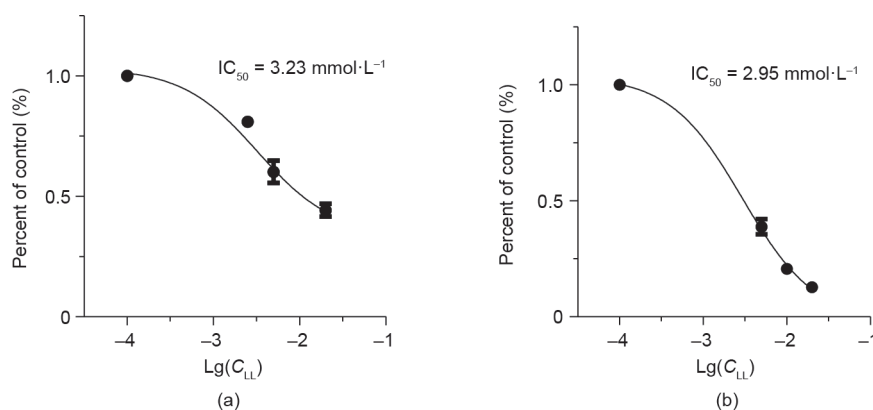 Percent of control (%)
1.0
0.5
0
IC50 = 3.23 mmol·L−1
−4
−3
−2
−1
Lg(CLL)
(a)
Percent of control (%)
1.0
0.5
0
IC50 = 2.95 mmol·L−1
−4
−3
−2
−1
Lg(CLL)
(b)